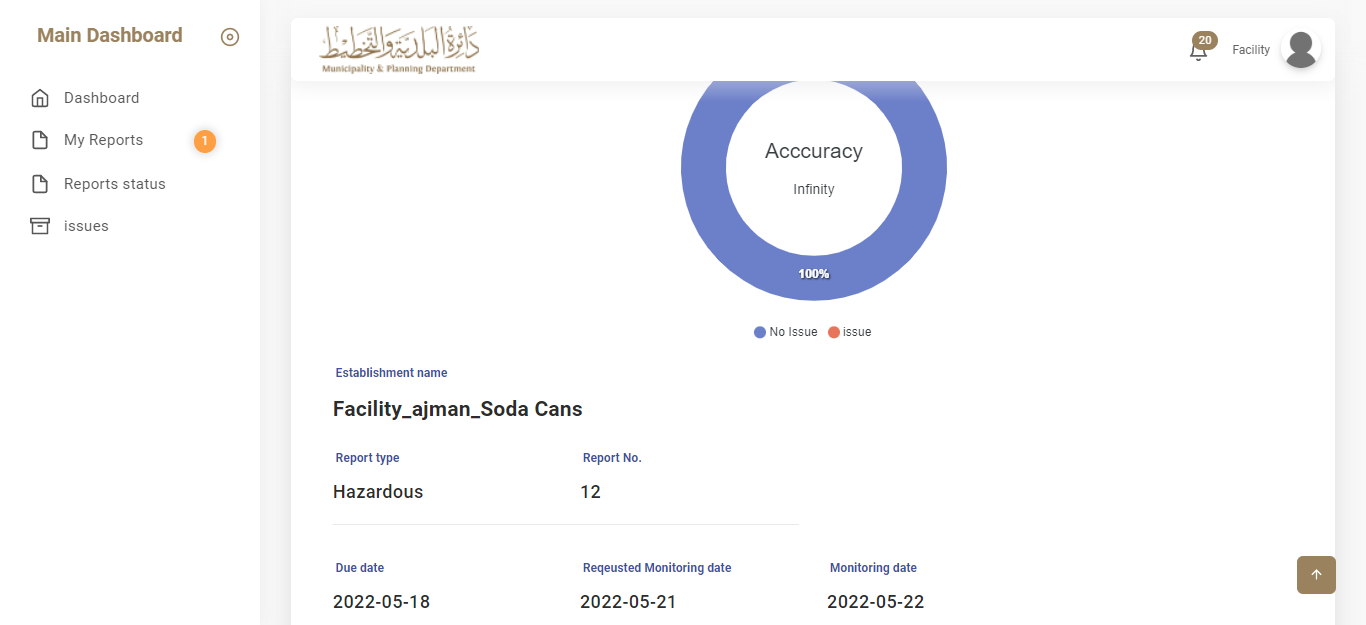 Main Dashboard
Dashboard
My Reports 1
Reports status
issues
دائرة البلدية والتخطيط
Municipality & Planning Department
20
Facility
Acccuracy
Infinity
100%
No Issue issue
Establishment name
Facility_ajman_Soda Cans
Report type Report No.
Hazardous 12
Due date Reqeusted Monitoring date Monitoring date
2022-05-18 2022-05-21 2022-05-22